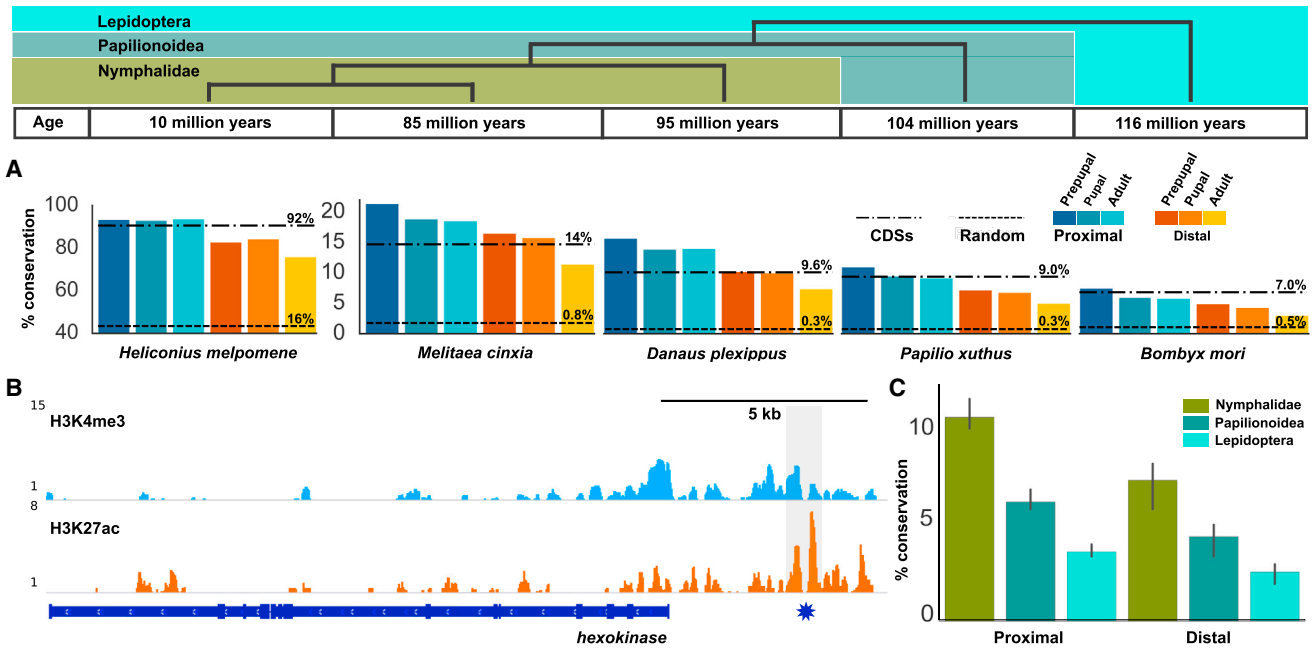 Lepidoptera
Papilionoidea
Nymphalidae
Age 10 million years 85 million years 95 million years 104 million years 116 million years
A
% conservation
100
80
60
40
92%
16%
Heliconius melpomene
20
15
10
5
0
14%
0.8%
Melitaea cinxia
9.6%
0.3%
Danaus plexippus
9.0%
0.3%
Papilio xuthus
7.0%
0.5%
Bombyx mori
CDSs
Random
Prepupal
Pupal
Adult
Proximal
Prepupal
Pupal
Adult
Distal
B
15
H3K4me3
1
8
H3K27ac
1
5 kb
hexokinase
C
% conservation
10
5
0
Nymphalidae
Papilionoidea
Lepidoptera
Proximal
Distal